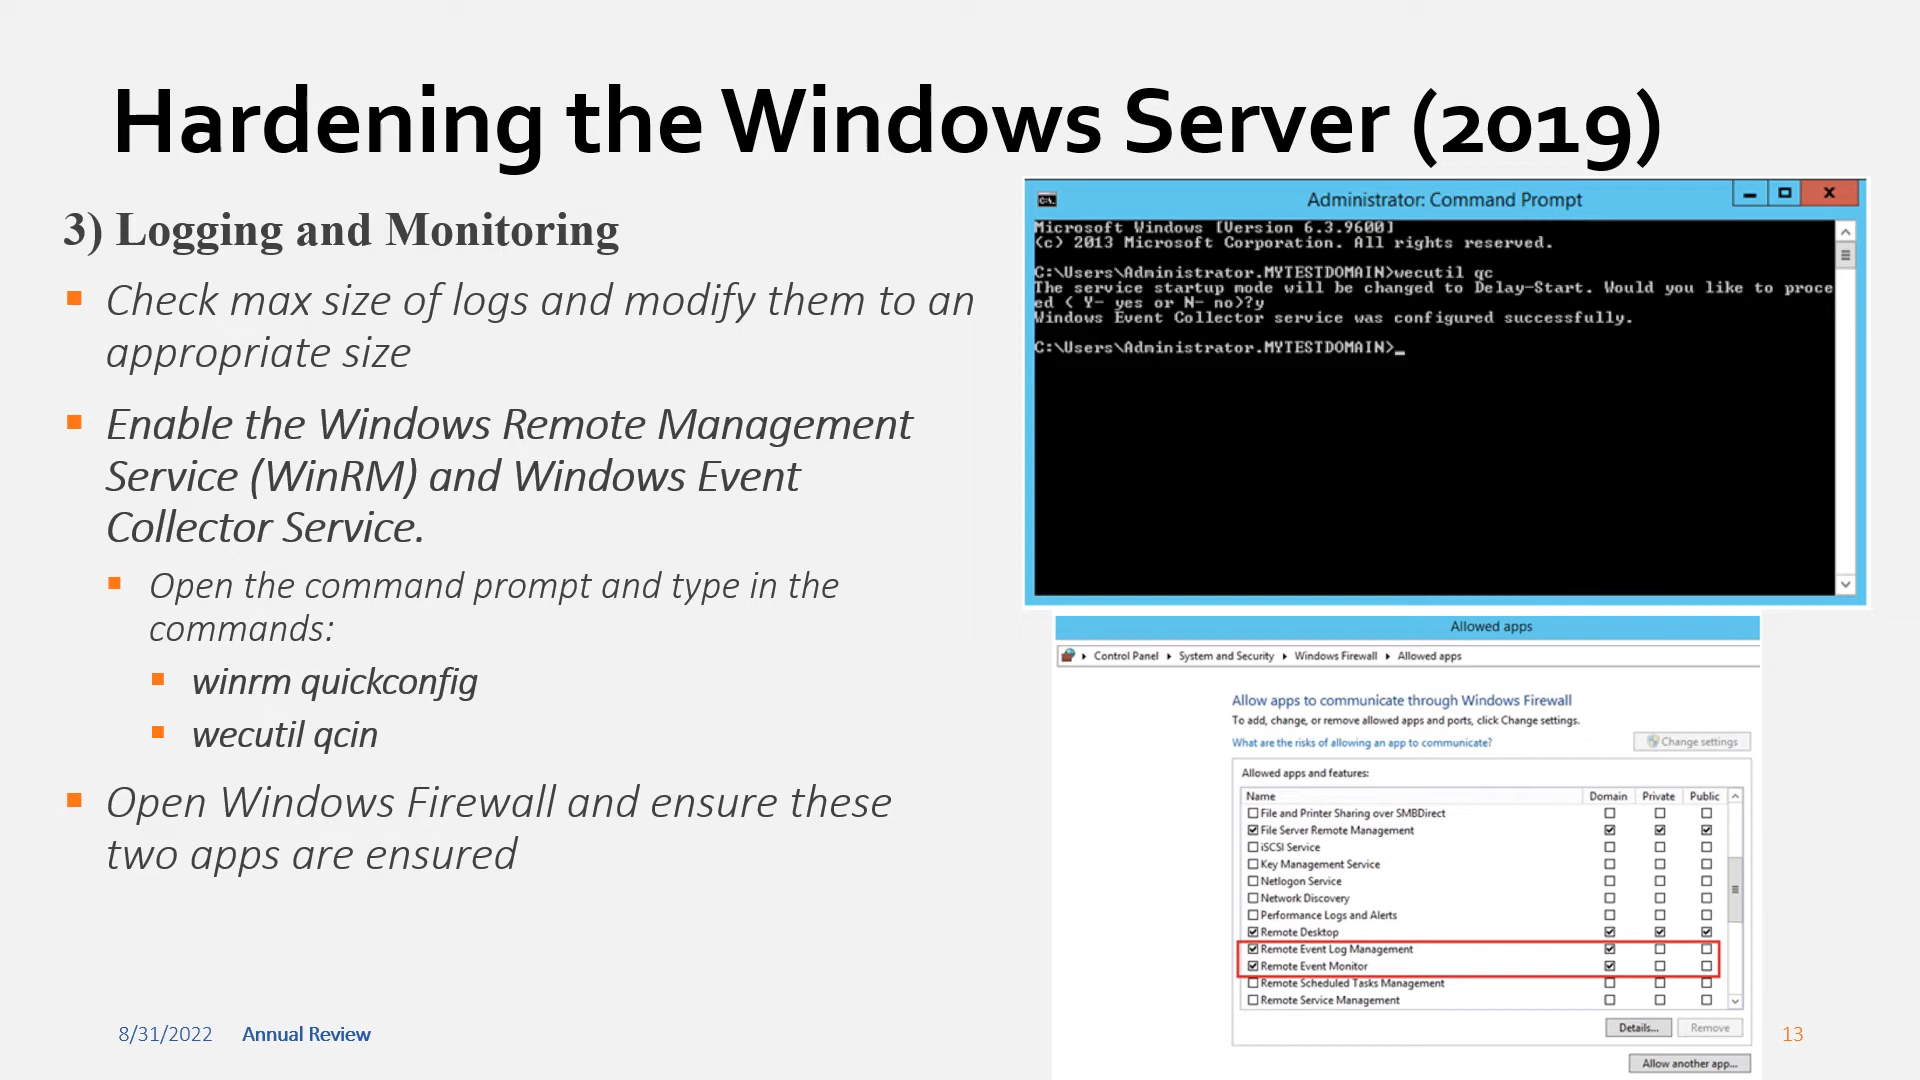 Hardening the Windows Server (2019)
3) Logging and Monitoring
Check max size of logs and modify them to an
appropriate size
Enable the Windows Remote Management
Service (WinRM) and Windows Event
Collector Service.
Open the command prompt and type in the
commands:
winrm quickconfig
wecutil qcin
Open Windows Firewall and ensure these
two apps are ensured
8/31/2022 Annual Review
Administrator: Command Prompt
Microsoft Windows [Version 6.3.9600]
(c) 2013 Microsoft Corporation. All rights reserved.
C:\Users\Administrator.MYTESTDOMAIN>wecutil qc
The service startup mode will be changed to Delay-Start. Would you like to proce
ed ( Y- yes or N- no)?y
Windows Event Collector service was configured successfully.
C:\Users\Administrator.MYTESTDOMAIN>_
Allowed apps
Control Panel System and Security Windows Firewall Allowed apps
Allow apps to communicate through Windows Firewall
To add, change, or remove allowed apps and ports, click Change settings.
What are the risks of allowing an app to communicate? Change settings
Allowed apps and features:
Name Domain Private Public
File and Printer Sharing over SMBDirect
File Server Remote Management
iSCSI Service
Key Management Service
Netlogon Service
Network Discovery
Performance Logs and Alerts
Remote Desktop
Remote Event Log Management
Remote Event Monitor
Remote Scheduled Tasks Management
Remote Service Management
Details... Remove
Allow another app...
13